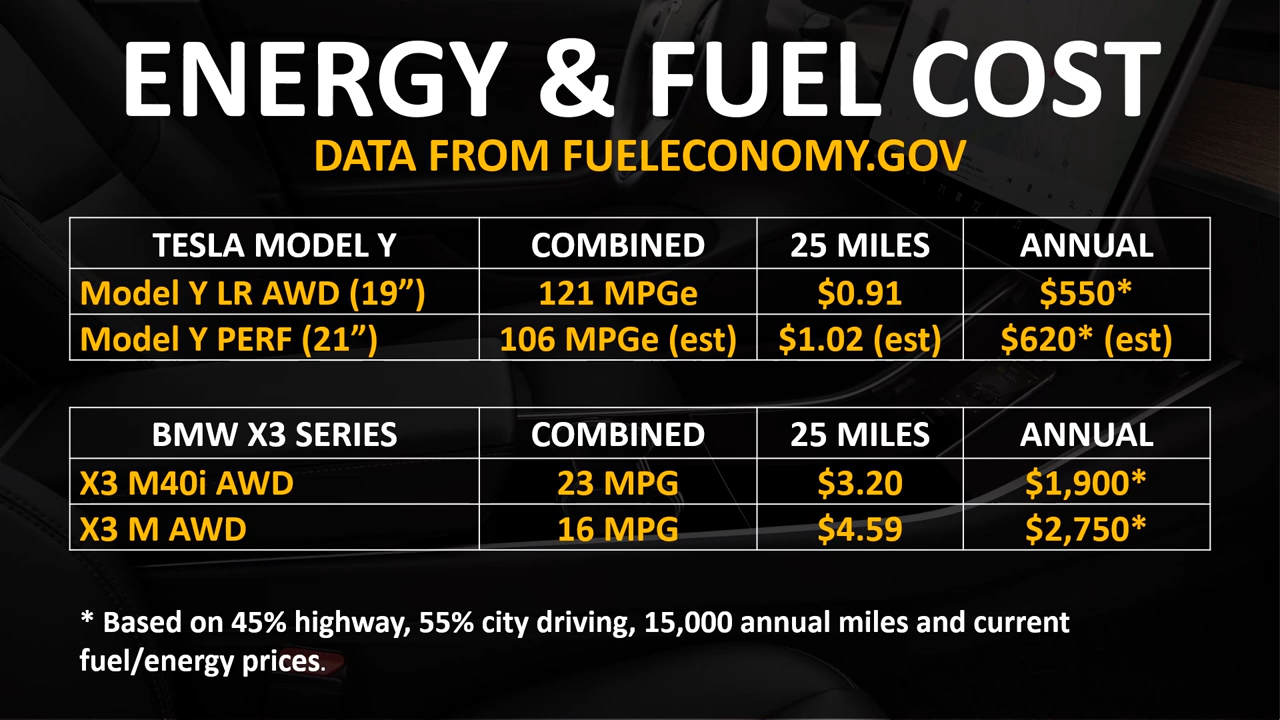 ENERGY & FUEL COST
DATA FROM FUELECONOMY.GOV
TESLA MODEL Y COMBINED 25 MILES ANNUAL
Model Y LR AWD (19”) 121 MPGe $0.91 $550*
Model Y PERF (21”) 106 MPGe (est) $1.02 (est) $620* (est)
BMW X3 SERIES COMBINED 25 MILES ANNUAL
X3 M40i AWD 23 MPG $3.20 $1,900*
X3 M AWD 16 MPG $4.59 $2,750*
* Based on 45% highway, 55% city driving, 15,000 annual miles and current
fuel/energy prices.